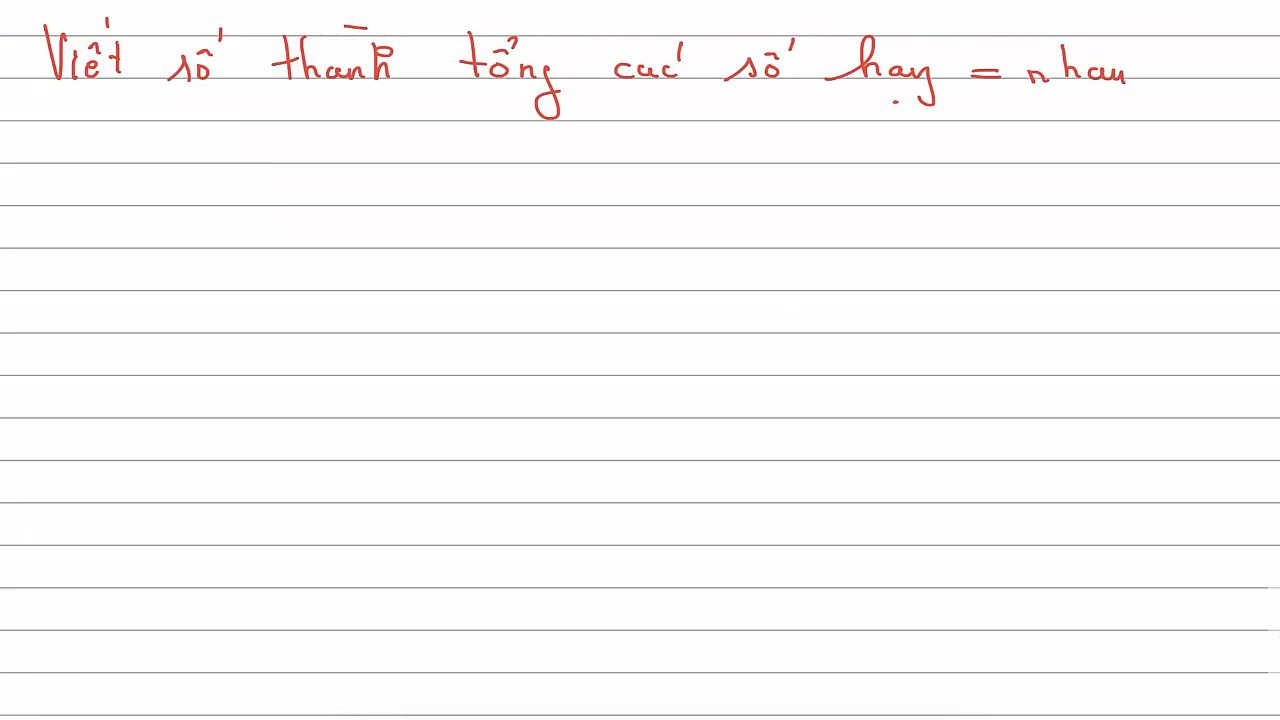 Viết số thành tổng các số hạng = nhau